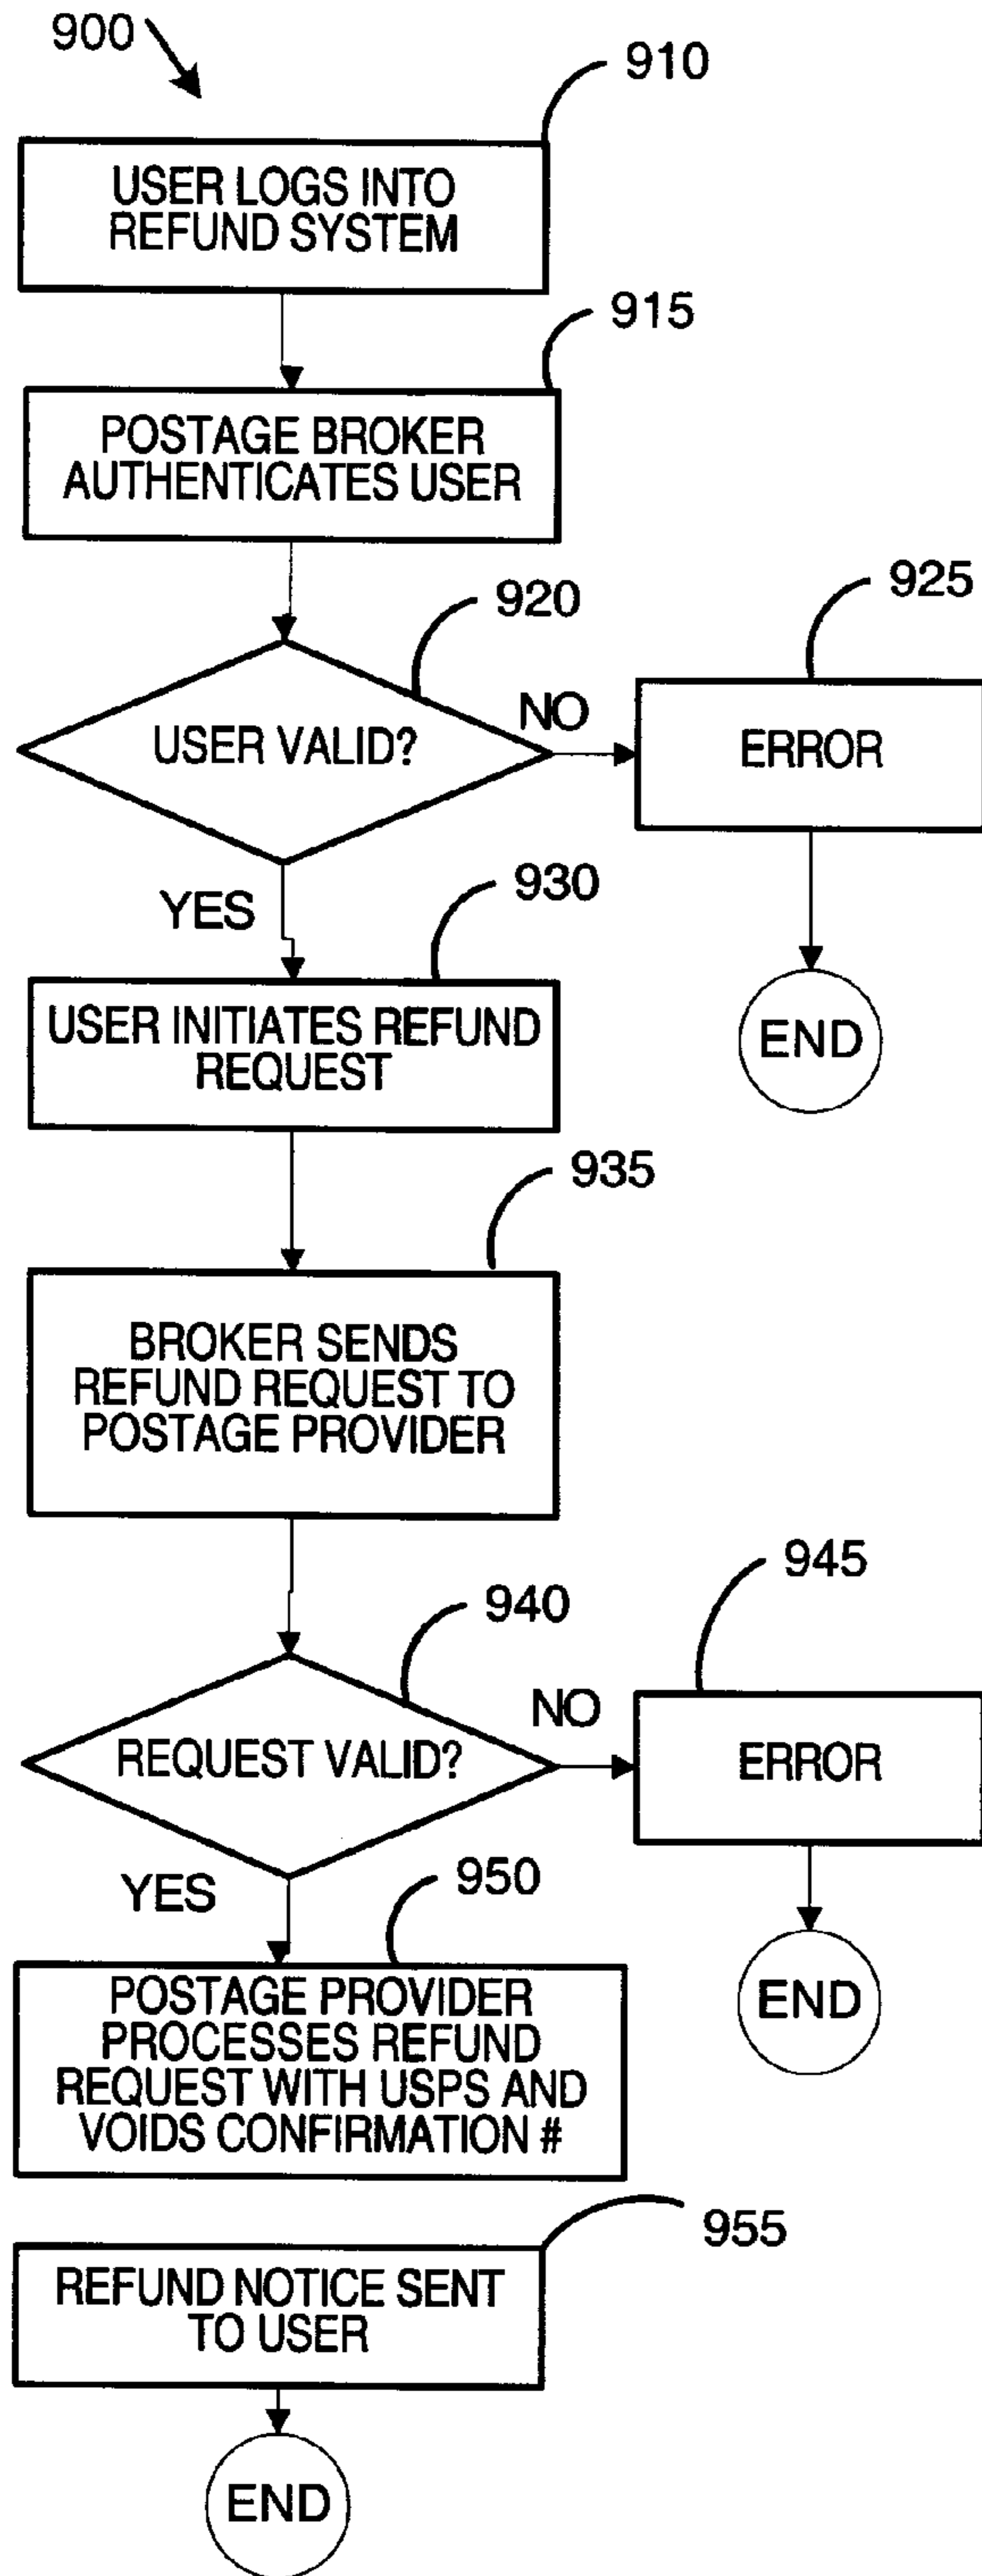 900
910
USER LOGS INTO
REFUND SYSTEM
915
POSTAGE BROKER
AUTHENTICATES USER
920
925
USER VALID?
NO
ERROR
YES
930
END
USER INITIATES REFUND
REQUEST
935
BROKER SENDS
REFUND REQUEST TO
POSTAGE PROVIDER
940
945
REQUEST VALID?
NO
ERROR
YES
950
END
POSTAGE PROVIDER
PROCESSES REFUND
REQUEST WITH USPS AND
VOIDS CONFIRMATION #
955
REFUND NOTICE SENT
TO USER
END